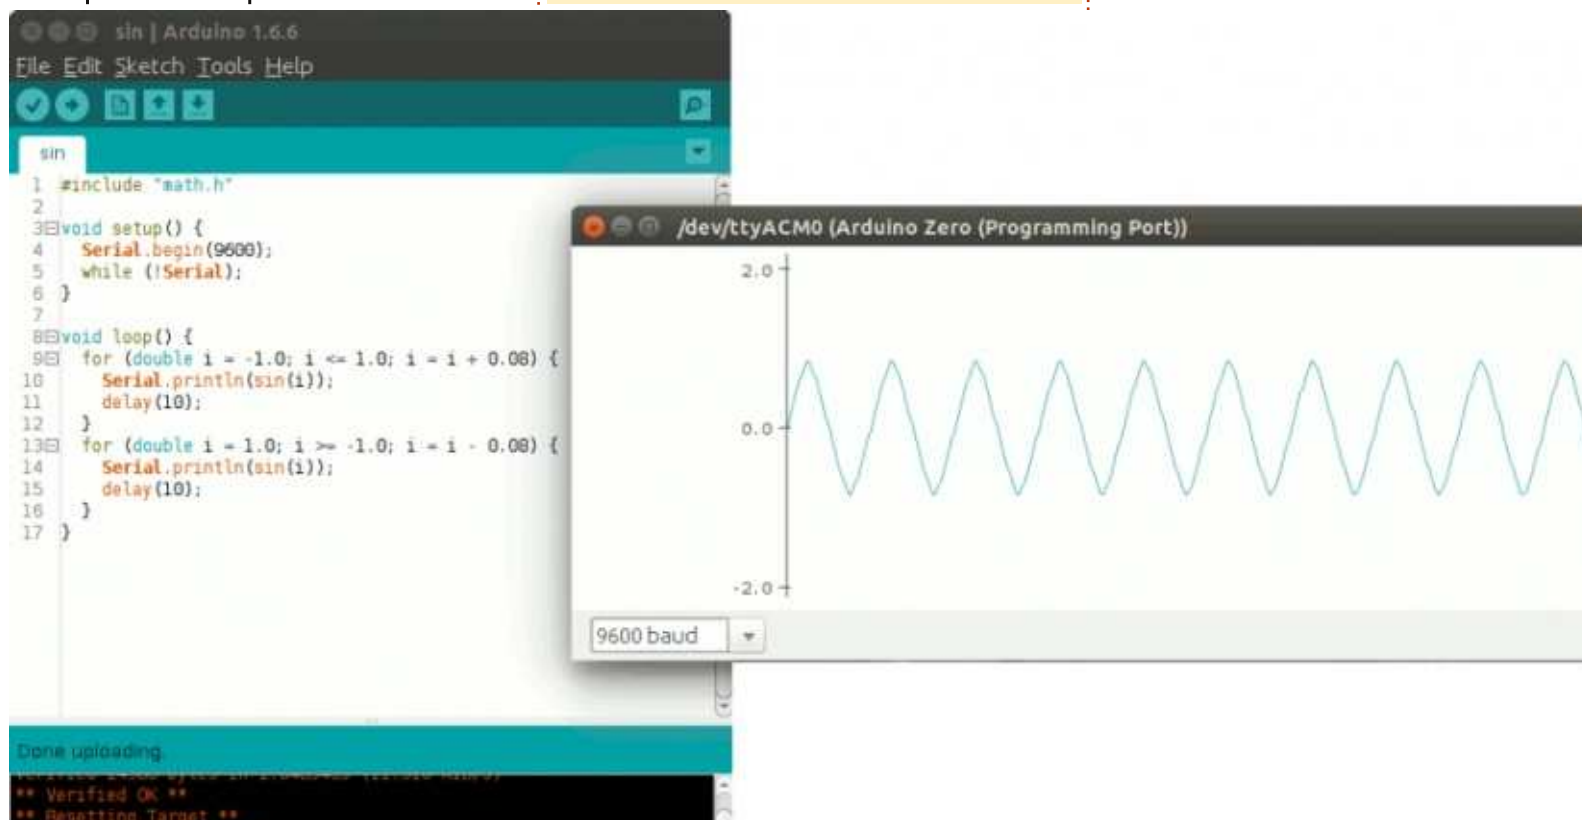 sin | Arduino 1.6.6
File Edit Sketch Tools Help
sin
1 #include "math.h"
2
3 void setup() {
4 Serial.begin(9600);
5 while (!Serial);
6 }
7
8 void loop() {
9 for (double i = -1.0; i <= 1.0; i = i + 0.08) {
10 Serial.println(sin(i));
11 delay(10);
12 }
13 for (double i = 1.0; i >= -1.0; i = i - 0.08) {
14 Serial.println(sin(i));
15 delay(10);
16 }
17 }
/dev/ttyACM0 (Arduino Zero (Programming Port))
2.0
0.0
-2.0
9600 baud
Done uploading.
** Verified OK **
** Resetting Target **